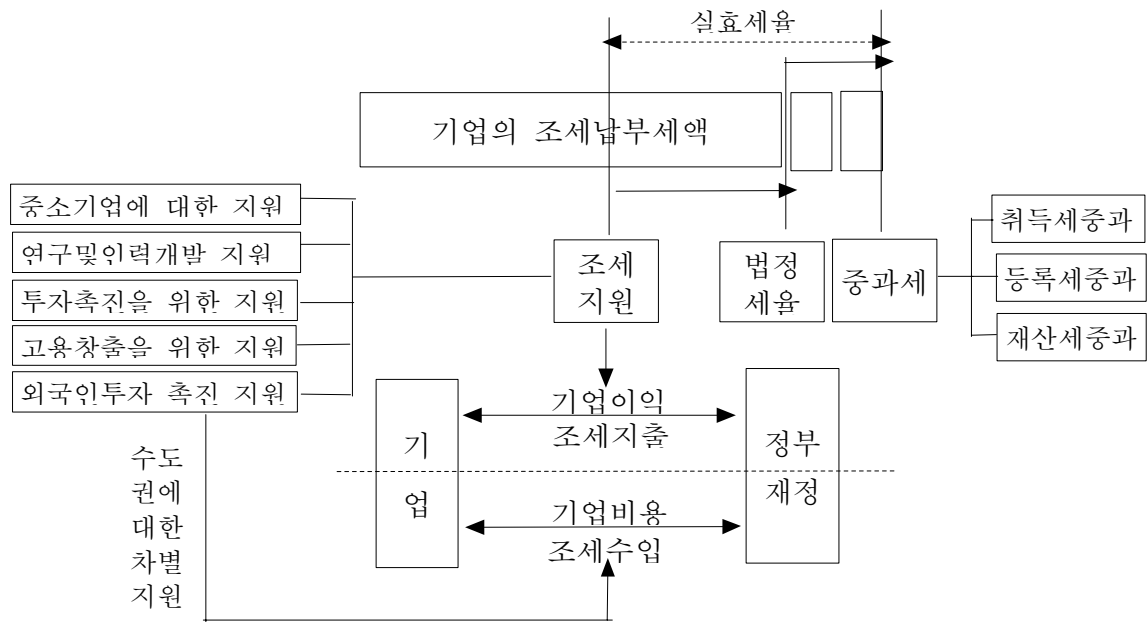 실효세율
기업의 조세납부세액
중소기업에 대한 지원
연구및인력개발 지원
투자촉진을 위한 지원
고용창출을 위한 지원
외국인투자 촉진 지원
조세
지원
법정
세율
중과세
취득세중과
등록세중과
재산세중과
기업이익
조세지출
기
업
정부
재정
기업비용
조세수입
수도
권에
대한
차별
지원